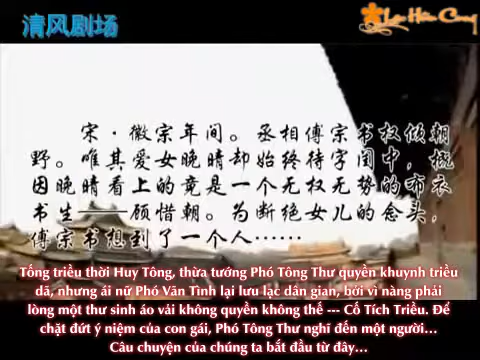 清风剧场
Lưu Hiên Cung
宋·徽宗年间。丞相傅宗书权倾朝
野。唯其爱女晚晴却始终待字闺中，概
因晚晴看上的竟是一个无权无势的布衣
书生——顾惜朝。为断绝女儿的念头，
傅宗书想到了一个人……
Tống triều thời Huy Tông, thừa tướng Phó Tông Thư quyền khuynh triều
dã, nhưng ái nữ Phó Vãn Tình lại lưu lạc dân gian, bởi vì nàng phải
lòng một thư sinh áo vải không quyền không thế --- Cố Tích Triều. Để
chặt đứt ý niệm của con gái, Phó Tông Thư nghĩ đến một người...
Câu chuyện của chúng ta bắt đầu từ đây...